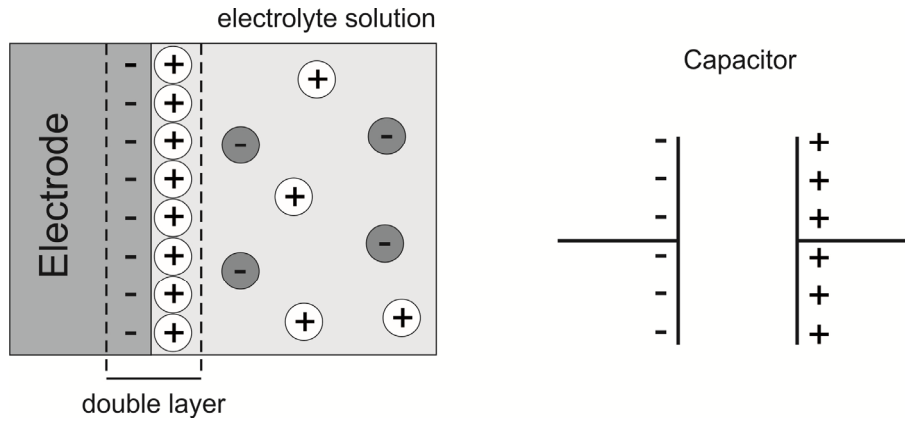 electrolyte solution
Electrode
double layer
Capacitor